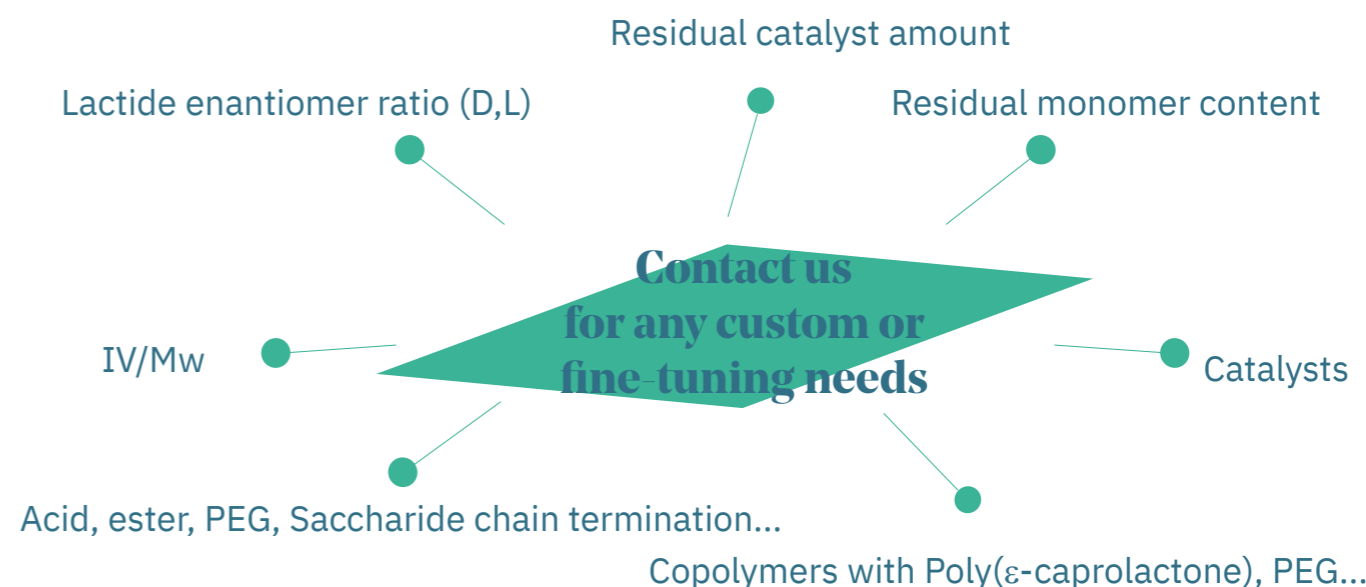 Residual catalyst amount
Lactide enantiomer ratio (D,L)
Residual monomer content
Contact us
for any custom or
fine-tuning needs
IV/Mw
Catalysts
Acid, ester, PEG, Saccharide chain termination...
Copolymers with Poly(ε-caprolactone), PEG...